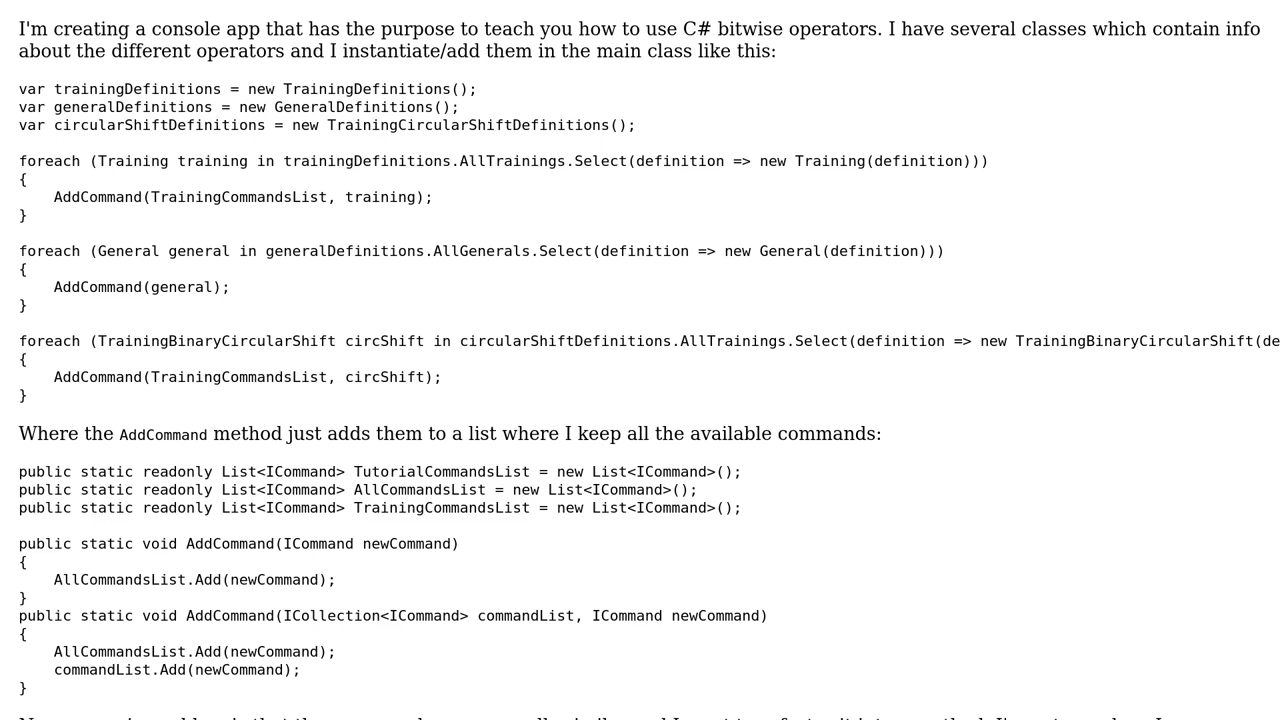 I'm creating a console app that has the purpose to teach you how to use C# bitwise operators. I have several classes which contain info
about the different operators and I instantiate/add them in the main class like this:
var trainingDefinitions = new TrainingDefinitions();
var generalDefinitions = new GeneralDefinitions();
var circularShiftDefinitions = new TrainingCircularShiftDefinitions();
foreach (Training training in trainingDefinitions.AllTrainings.Select(definition => new Training(definition)))
{
    AddCommand(TrainingCommandsList, training);
}
foreach (General general in generalDefinitions.AllGenerals.Select(definition => new General(definition)))
{
    AddCommand(general);
}
foreach (TrainingBinaryCircularShift circShift in circularShiftDefinitions.AllTrainings.Select(definition => new TrainingBinaryCircularShift(de
{
    AddCommand(TrainingCommandsList, circShift);
}
Where the AddCommand method just adds them to a list where I keep all the available commands:
public static readonly List<ICommand> TutorialCommandsList = new List<ICommand>();
public static readonly List<ICommand> AllCommandsList = new List<ICommand>();
public static readonly List<ICommand> TrainingCommandsList = new List<ICommand>();
public static void AddCommand(ICommand newCommand)
{
    AllCommandsList.Add(newCommand);
}
public static void AddCommand(ICollection<ICommand> commandList, ICommand newCommand)
{
    AllCommandsList.Add(newCommand);
    commandList.Add(newCommand);
}